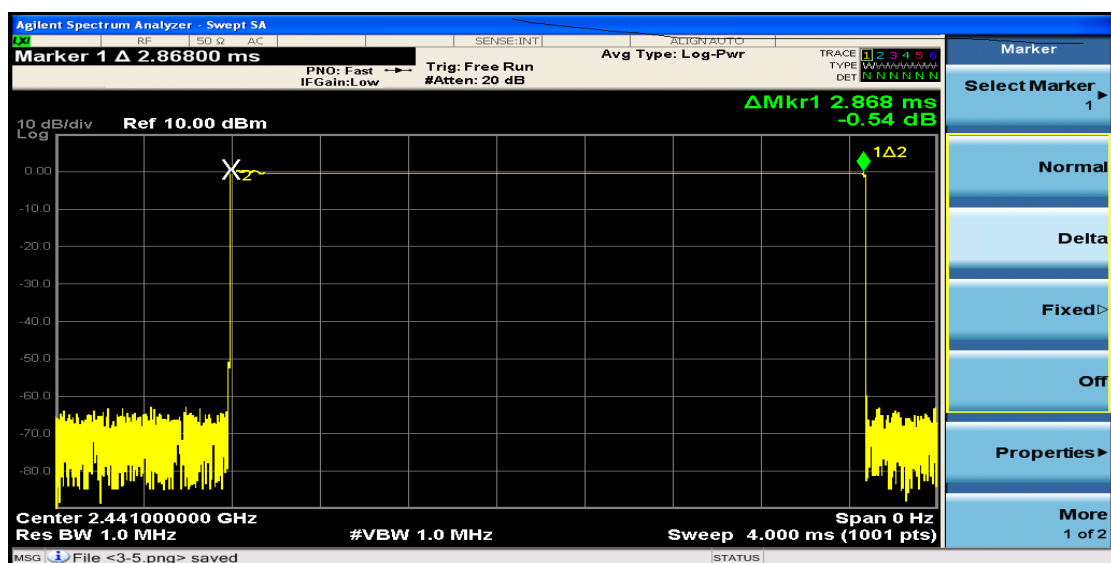 Agilent Spectrum Analyzer - Swept SA
LXI RF 50 Ω AC SENSE:INT ALIGNAUTO
Marker 1 Δ 2.86800 ms
PNO: Fast
IFGain:Low
Trig: Free Run
#Atten: 20 dB
Avg Type: Log-Pwr
TRACE 1 2 3 4 5 6
TYPE WWWWWW
DET N N N N N N
ΔMkr1 2.868 ms
-0.54 dB
10 dB/div Ref 10.00 dBm
Log
0.00
-10.0
-20.0
-30.0
-40.0
-50.0
-60.0
-70.0
-80.0
2
1Δ2
Center 2.441000000 GHz
Span 0 Hz
Res BW 1.0 MHz
#VBW 1.0 MHz
Sweep 4.000 ms (1001 pts)
MSG File <3-5.png> saved
STATUS
Marker
Select Marker
1
Normal
Delta
Fixed
Off
Properties
More
1 of 2